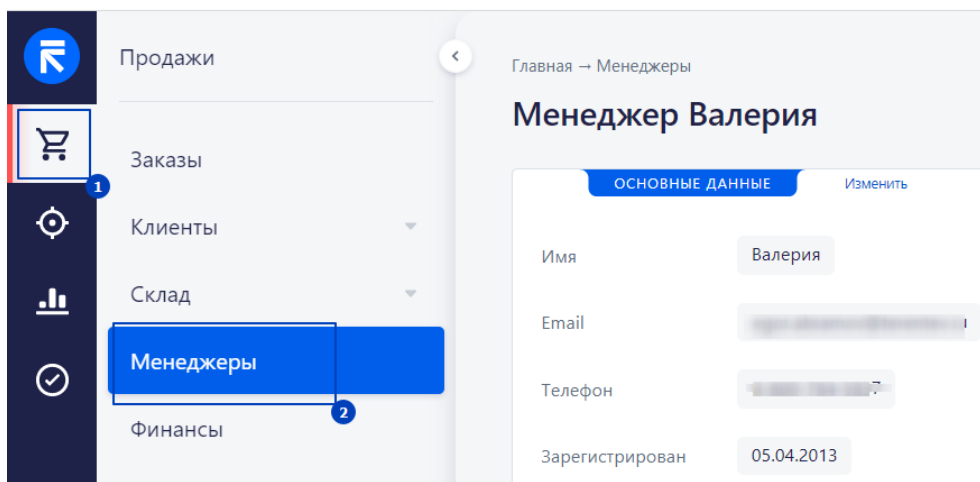 Продажи
Заказы
Клиенты
Склад
Менеджеры
Финансы
1
2
Главная → Менеджеры
Менеджер Валерия
ОСНОВНЫЕ ДАННЫЕ
Изменить
Имя
Валерия
Email
Телефон
Зарегистрирован
05.04.2013